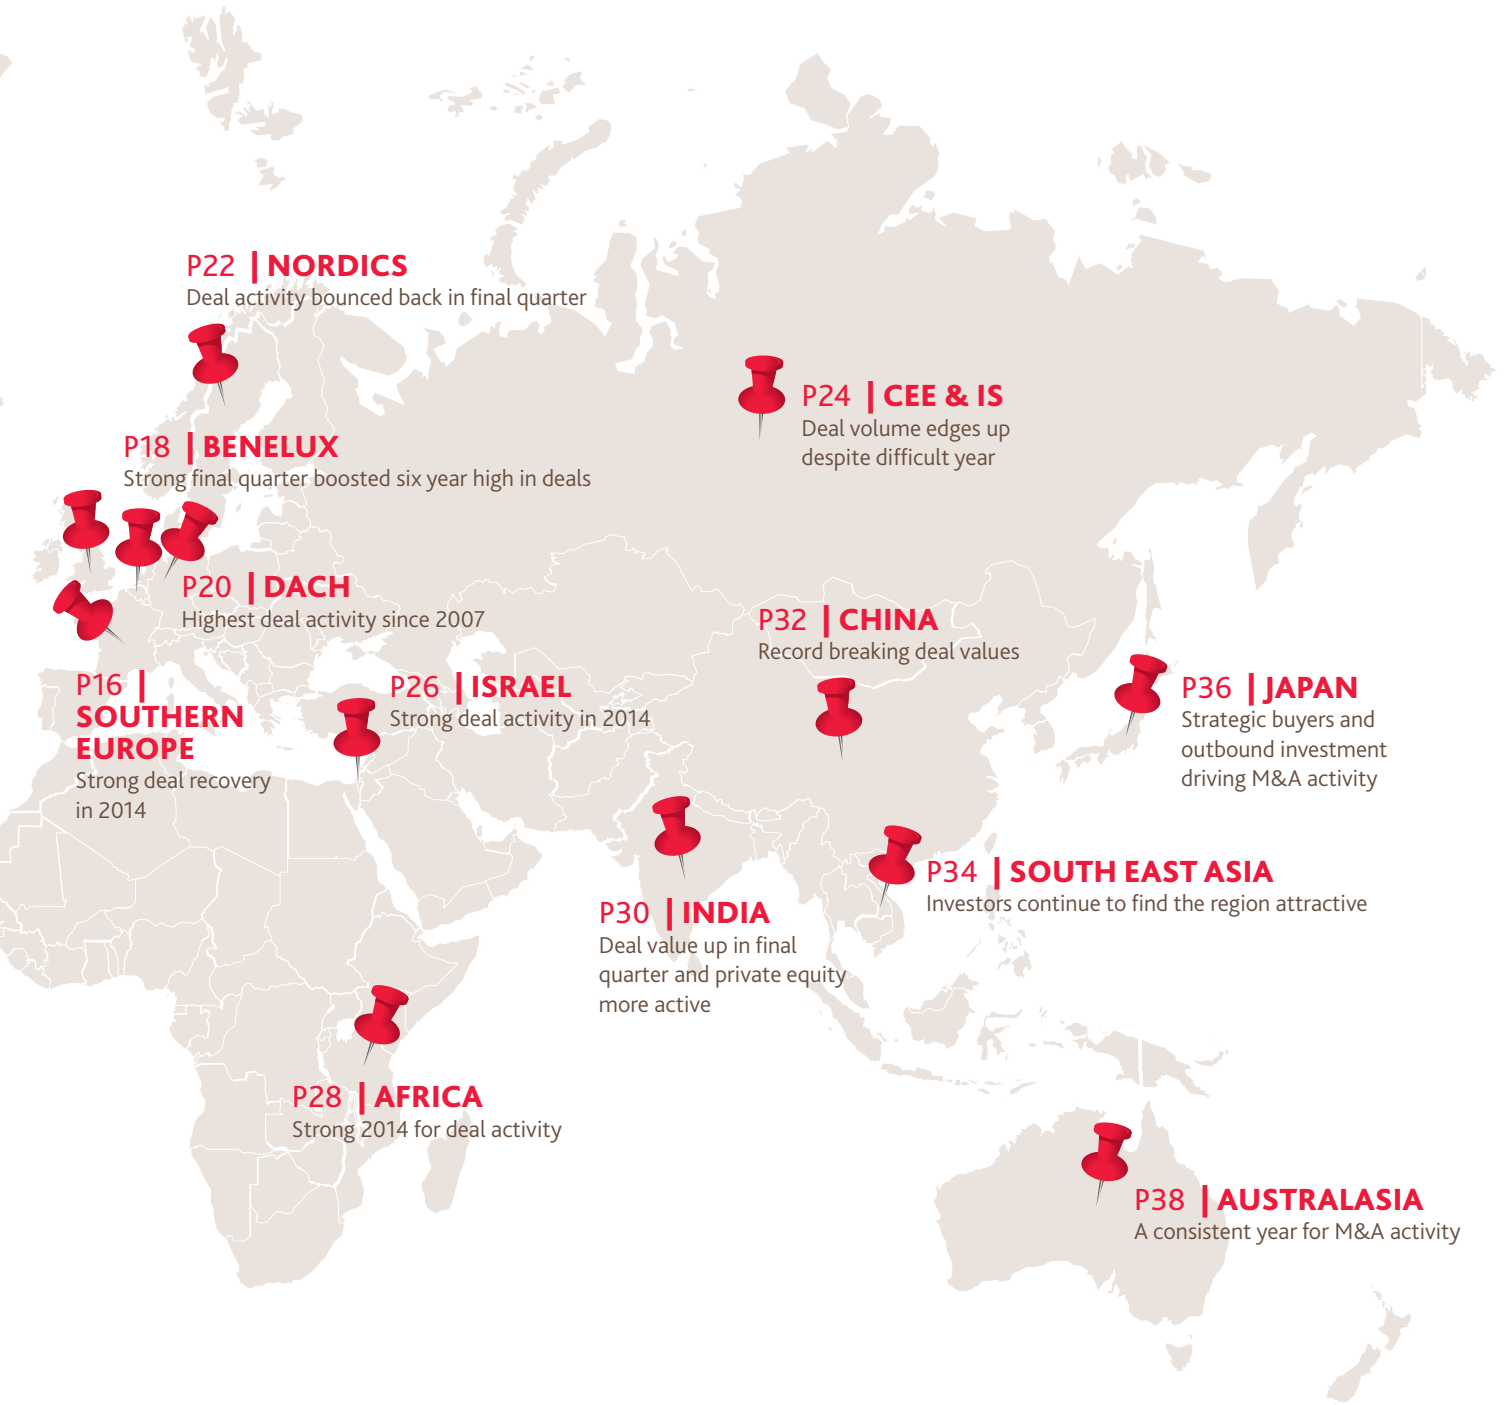 P22 | NORDICS
Deal activity bounced back in final quarter
P24 | CEE & IS
Deal volume edges up
despite difficult year
P18 | BENELUX
Strong final quarter boosted six year high in deals
P20 | DACH
Highest deal activity since 2007
P32 | CHINA
Record breaking deal values
P16 |
SOUTHERN
EUROPE
Strong deal recovery
in 2014
P26 | ISRAEL
Strong deal activity in 2014
P36 | JAPAN
Strategic buyers and
outbound investment
driving M&A activity
P34 | SOUTH EAST ASIA
Investors continue to find the region attractive
P30 | INDIA
Deal value up in final
quarter and private equity
more active
P28 | AFRICA
Strong 2014 for deal activity
P38 | AUSTRALASIA
A consistent year for M&A activity